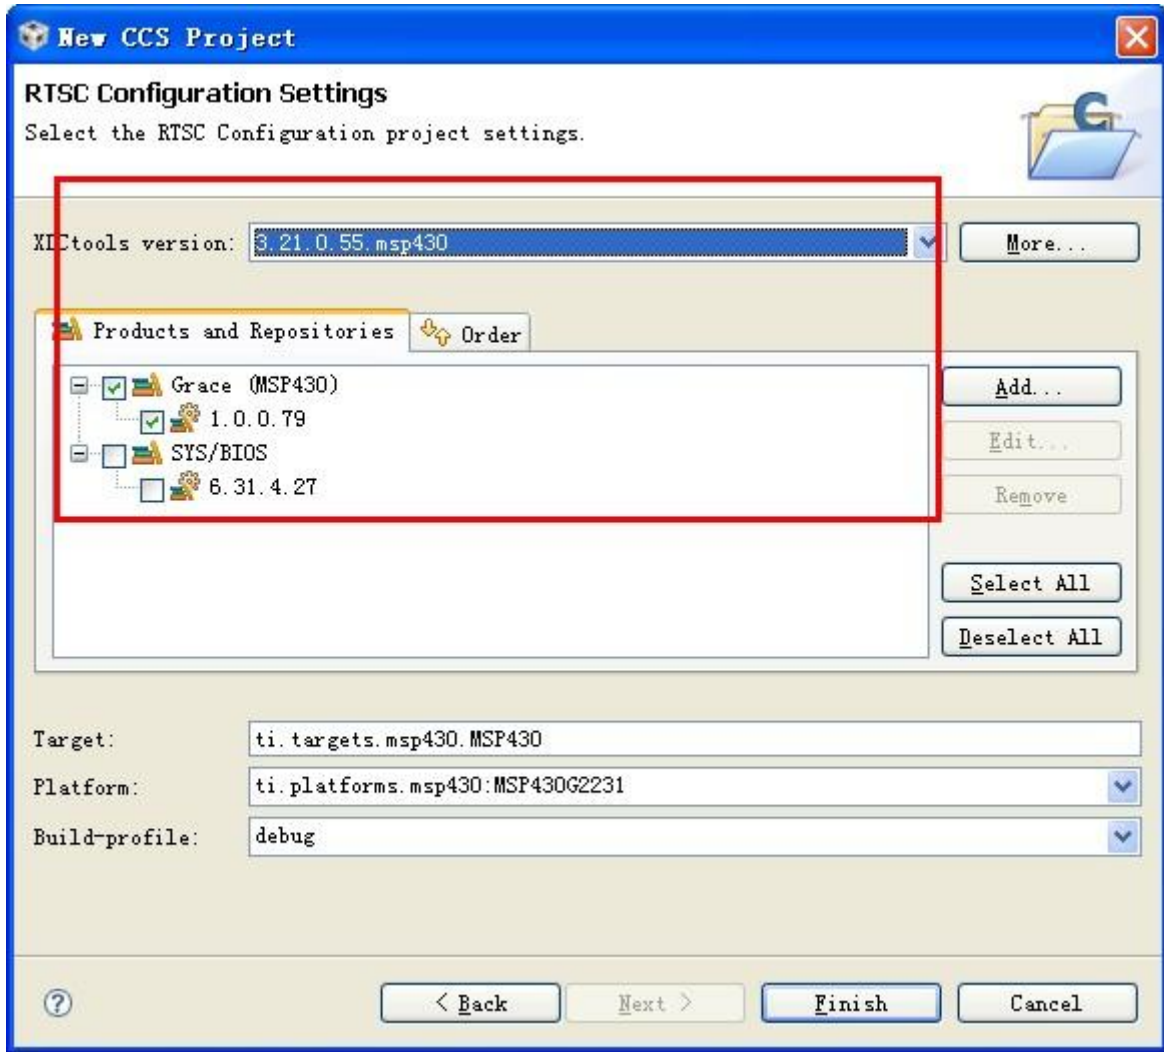 New CCS Project
RTSC Configuration Settings
Select the RTSC Configuration project settings.
XDCtools version: 3.21.0.55.msp430 More...
Products and Repositories Order
Grace (MSP430)
1.0.0.79
SYS/BIOS
6.31.4.27
Add...
Edit...
Remove
Select All
Deselect All
Target: ti.targets.msp430.MSP430
Platform: ti.platforms.msp430:MSP430G2231
Build-profile: debug
? < Back Next > Finish Cancel